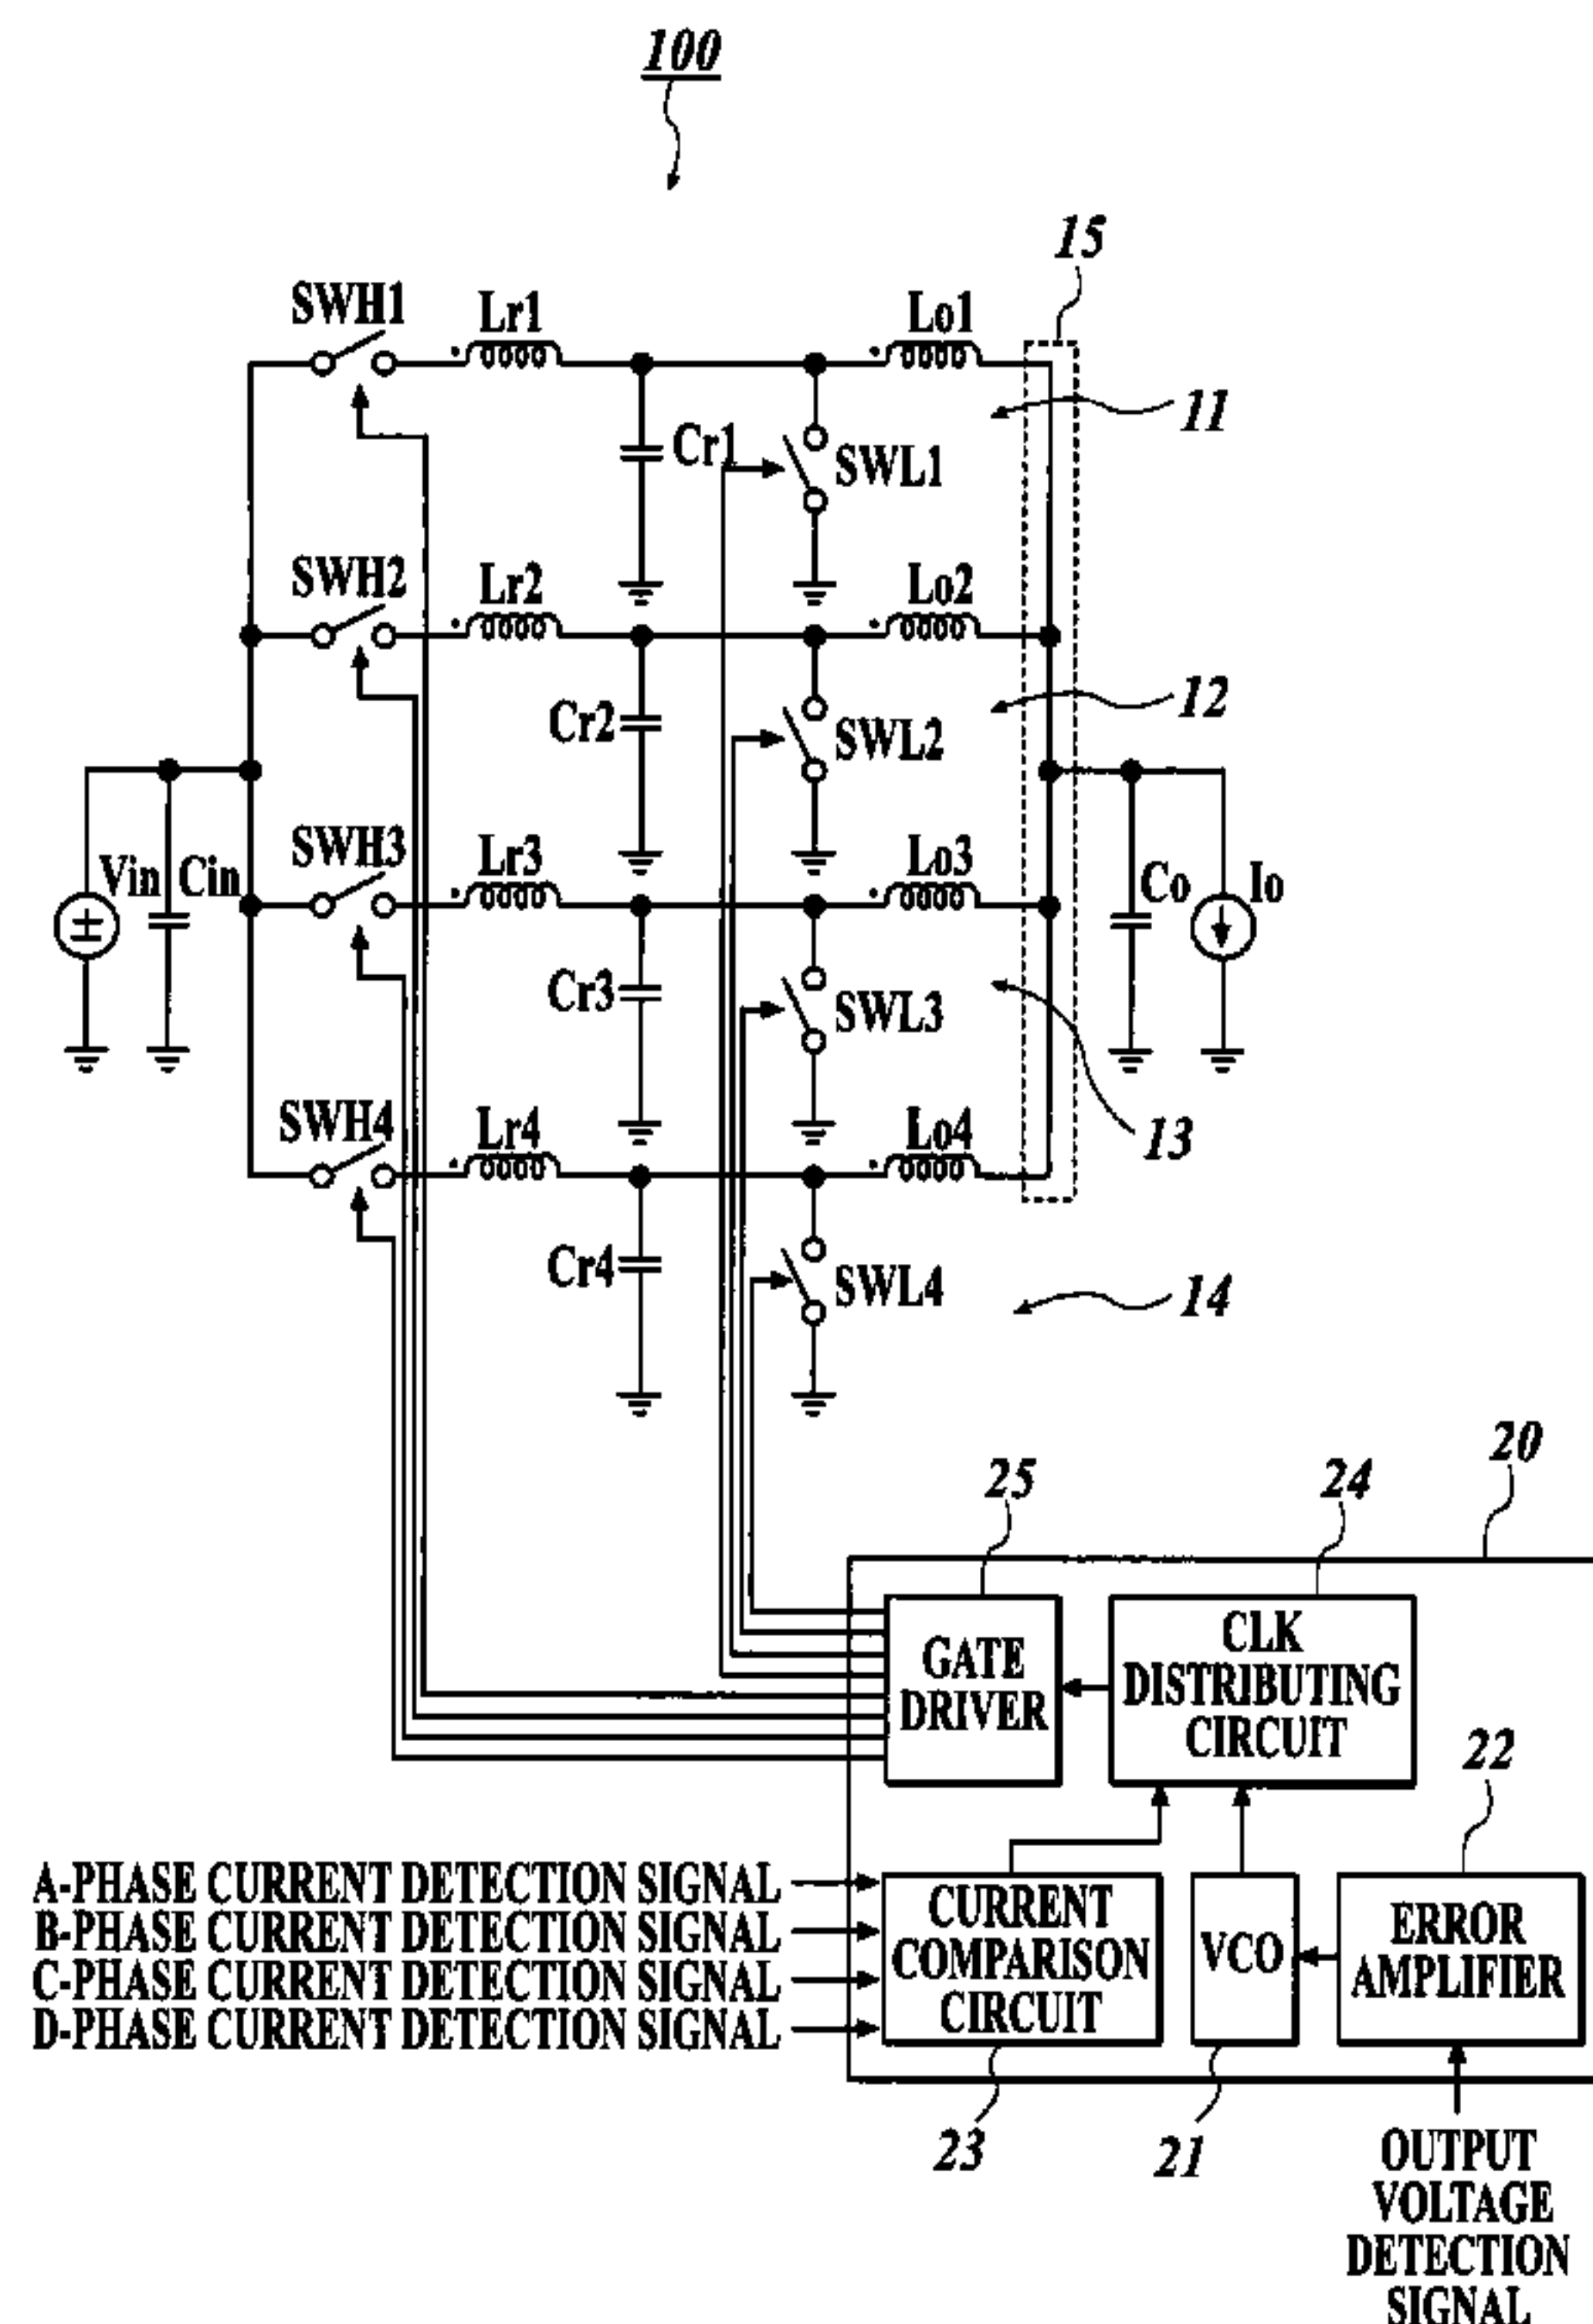 100
15
SWH1
Lr1
Lo1
11
Cr1
SWL1
SWH2
Lr2
Lo2
12
Cr2
SWL2
SWH3
Lr3
Lo3
Vin
Cin
Co
Io
Cr3
SWL3
13
SWH4
Lr4
Lo4
Cr4
SWL4
14
20
25
24
GATE
DRIVER
CLK
DISTRIBUTING
CIRCUIT
22
A-PHASE CURRENT DETECTION SIGNAL
B-PHASE CURRENT DETECTION SIGNAL
C-PHASE CURRENT DETECTION SIGNAL
D-PHASE CURRENT DETECTION SIGNAL
CURRENT
COMPARISON
CIRCUIT
VCO
ERROR
AMPLIFIER
23
21
OUTPUT
VOLTAGE
DETECTION
SIGNAL